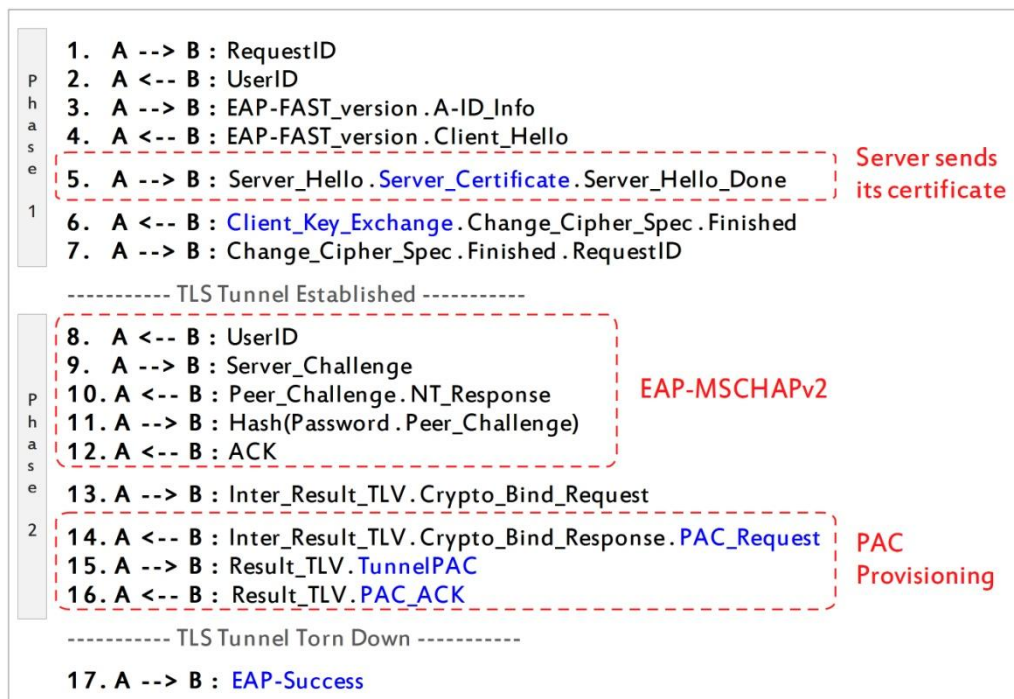 Phase 1
1. A --> B : RequestID
2. A <-- B : UserID
3. A --> B : EAP-FAST_version . A-ID_Info
4. A <-- B : EAP-FAST_version . Client_Hello
5. A --> B : Server_Hello . Server_Certificate . Server_Hello_Done
Server sends
its certificate
6. A <-- B : Client_Key_Exchange . Change_Cipher_Spec . Finished
7. A --> B : Change_Cipher_Spec . Finished . RequestID
----------- TLS Tunnel Established -----------
Phase 2
8. A <-- B : UserID
9. A --> B : Server_Challenge
10. A <-- B : Peer_Challenge . NT_Response
11. A --> B : Hash(Password . Peer_Challenge)
12. A <-- B : ACK
EAP-MSCHAPv2
13. A --> B : Inter_Result_TLV . Crypto_Bind_Request
14. A <-- B : Inter_Result_TLV . Crypto_Bind_Response . PAC_Request
15. A --> B : Result_TLV . TunnelPAC
16. A <-- B : Result_TLV . PAC_ACK
PAC
Provisioning
----------- TLS Tunnel Torn Down -----------
17. A --> B : EAP-Success